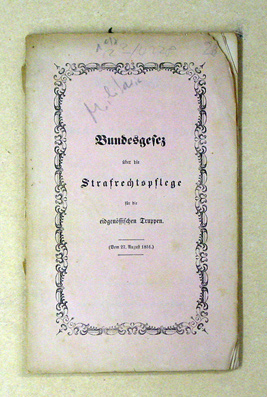 Bundesgesez
über die
Strafrechtspflege
für die
eidgenössischen Truppen.
(Vom 27. August 1851.)